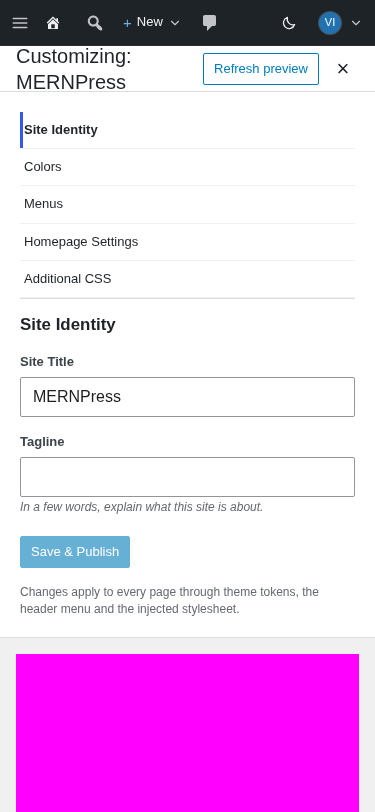 + New
VI
Customizing:
MERNPress
Refresh preview
Site Identity
Colors
Menus
Homepage Settings
Additional CSS
Site Identity
Site Title
MERNPress
Tagline
In a few words, explain what this site is about.
Save & Publish
Changes apply to every page through theme tokens, the
header menu and the injected stylesheet.